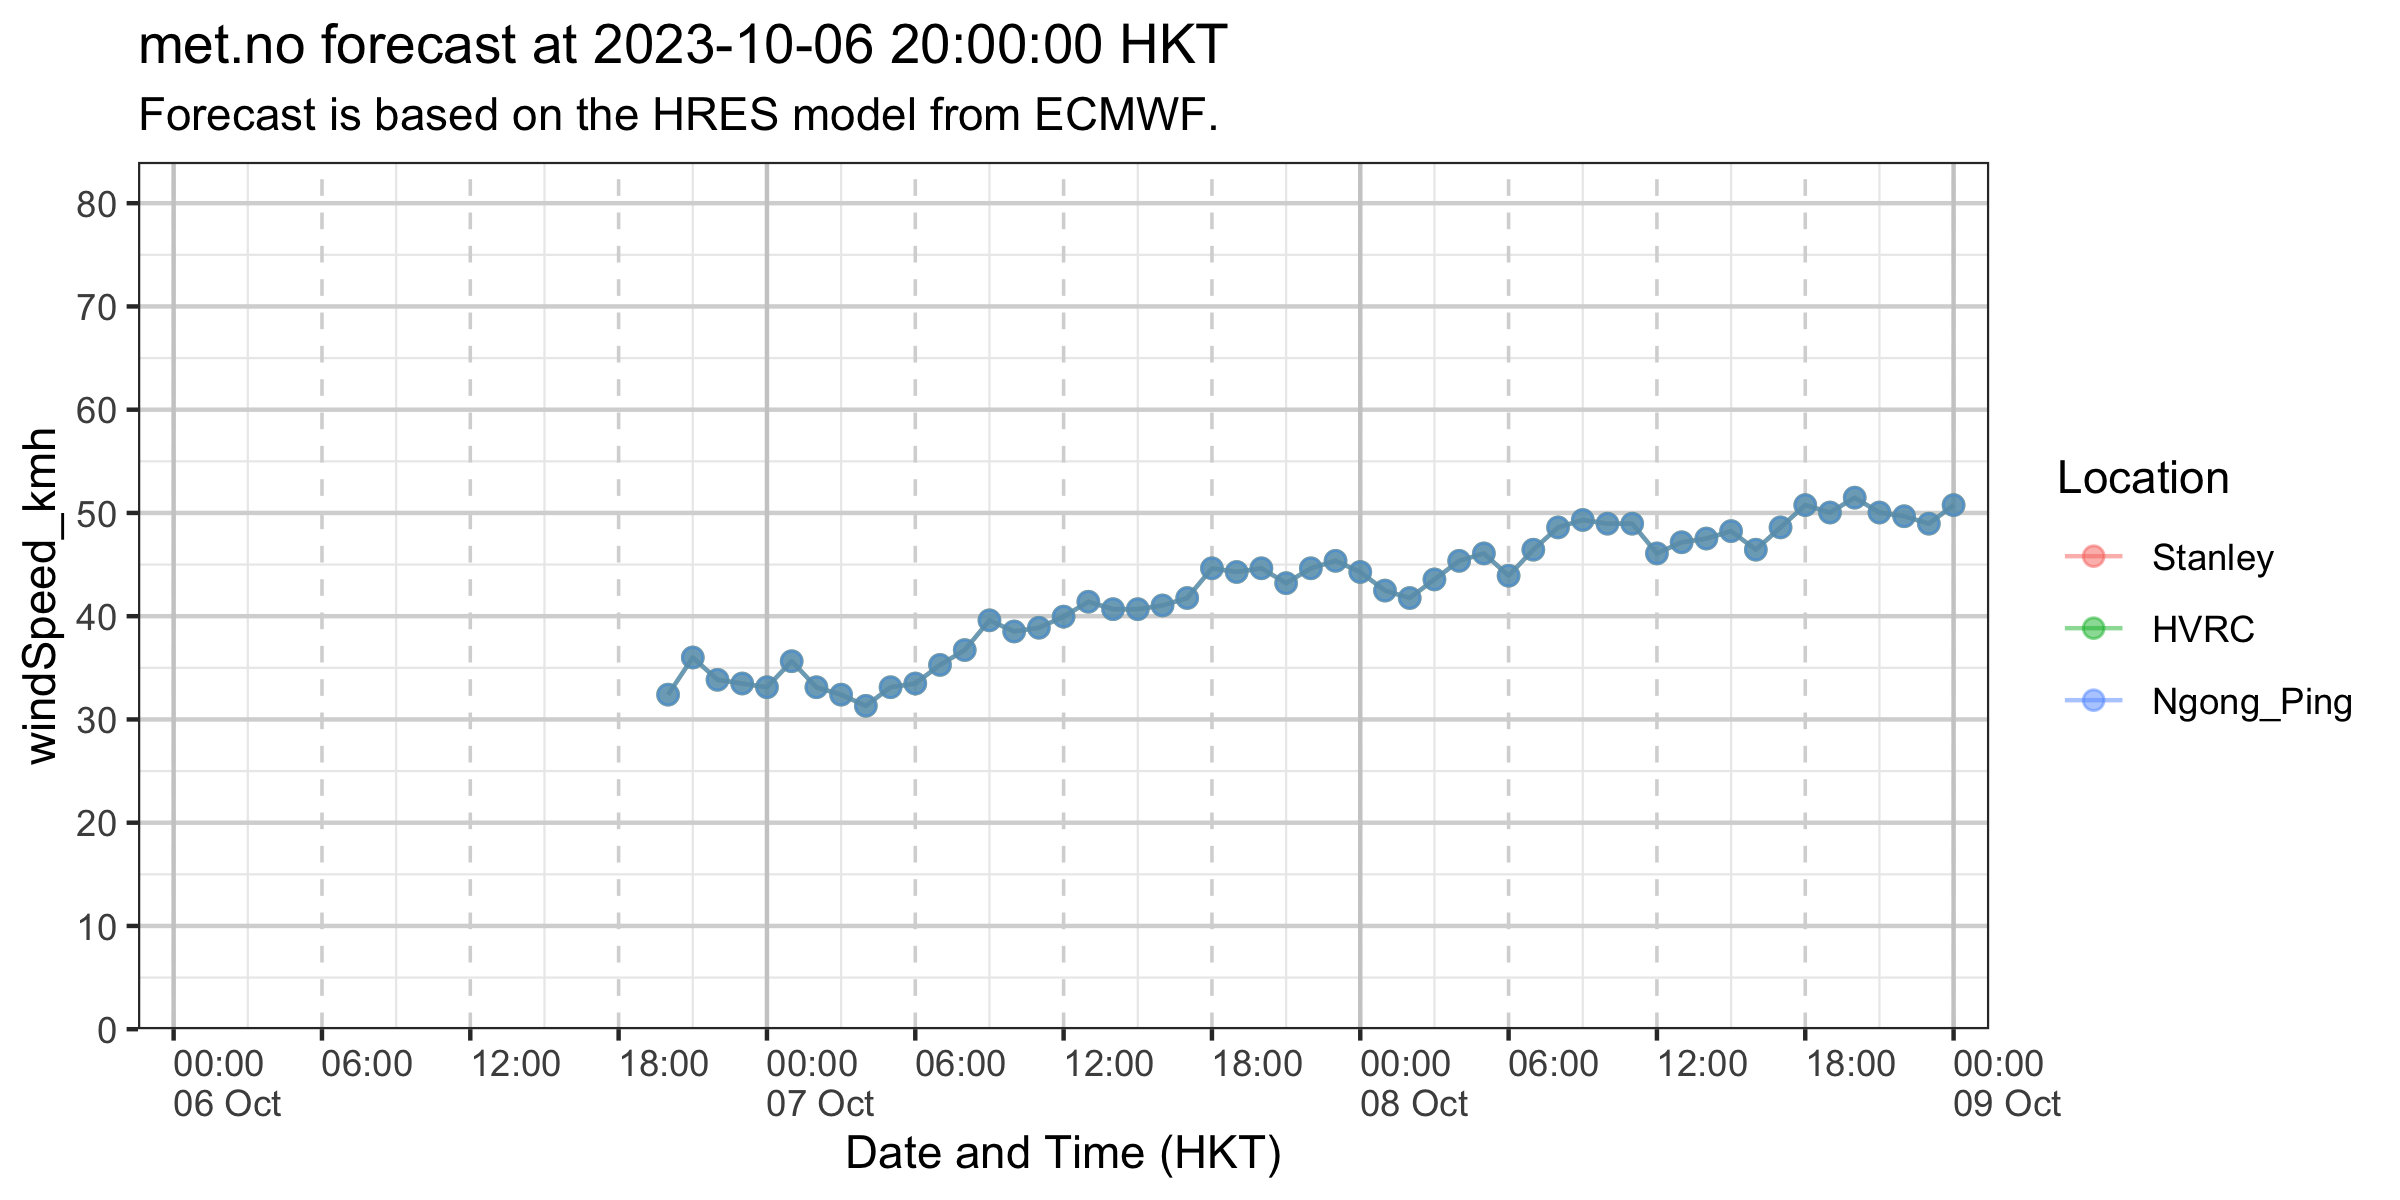 met.no forecast at 2023-10-06 20:00:00 HKT
Forecast is based on the HRES model from ECMWF.
windSpeed_kmh
80
70
60
50
40
30
20
10
0
00:00 06:00 12:00 18:00 00:00 06:00 12:00 18:00 00:00 06:00 12:00 18:00 00:00
06 Oct 07 Oct 08 Oct 09 Oct
Date and Time (HKT)
Location
Stanley
HVRC
Ngong_Ping